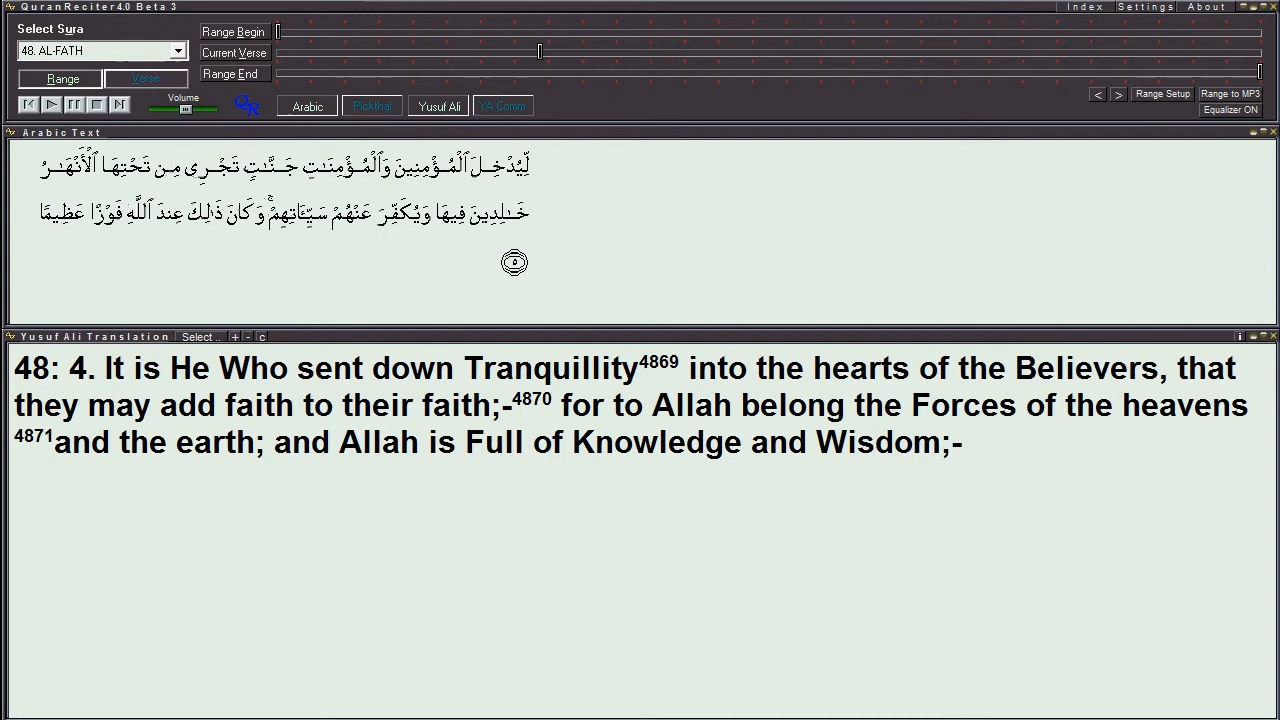 QuranReciter4.0 Beta 3
Index Settings About
Select Sura
48. AL-FATH
Range Verse
Range Begin
Current Verse
Range End
Volume
QR
Arabic Pickthal Yusuf Ali YA Comm
< > Range Setup Range to MP3
Equalizer ON
Arabic Text
لِّيُدْخِلَ ٱلْمُؤْمِنِينَ وَٱلْمُؤْمِنَٰتِ جَنَّٰتٍ تَجْرِى مِن تَحْتِهَا ٱلْأَنْهَٰرُ
خَٰلِدِينَ فِيهَا وَيُكَفِّرَ عَنْهُمْ سَيِّـَٔاتِهِمْ ۚ وَكَانَ ذَٰلِكَ عِندَ ٱللَّهِ فَوْزًا عَظِيمًا
٥
Yusuf Ali Translation Select .. + - c i
48: 4. It is He Who sent down Tranquillity4869 into the hearts of the Believers, that
they may add faith to their faith;-4870 for to Allah belong the Forces of the heavens
4871and the earth; and Allah is Full of Knowledge and Wisdom;-